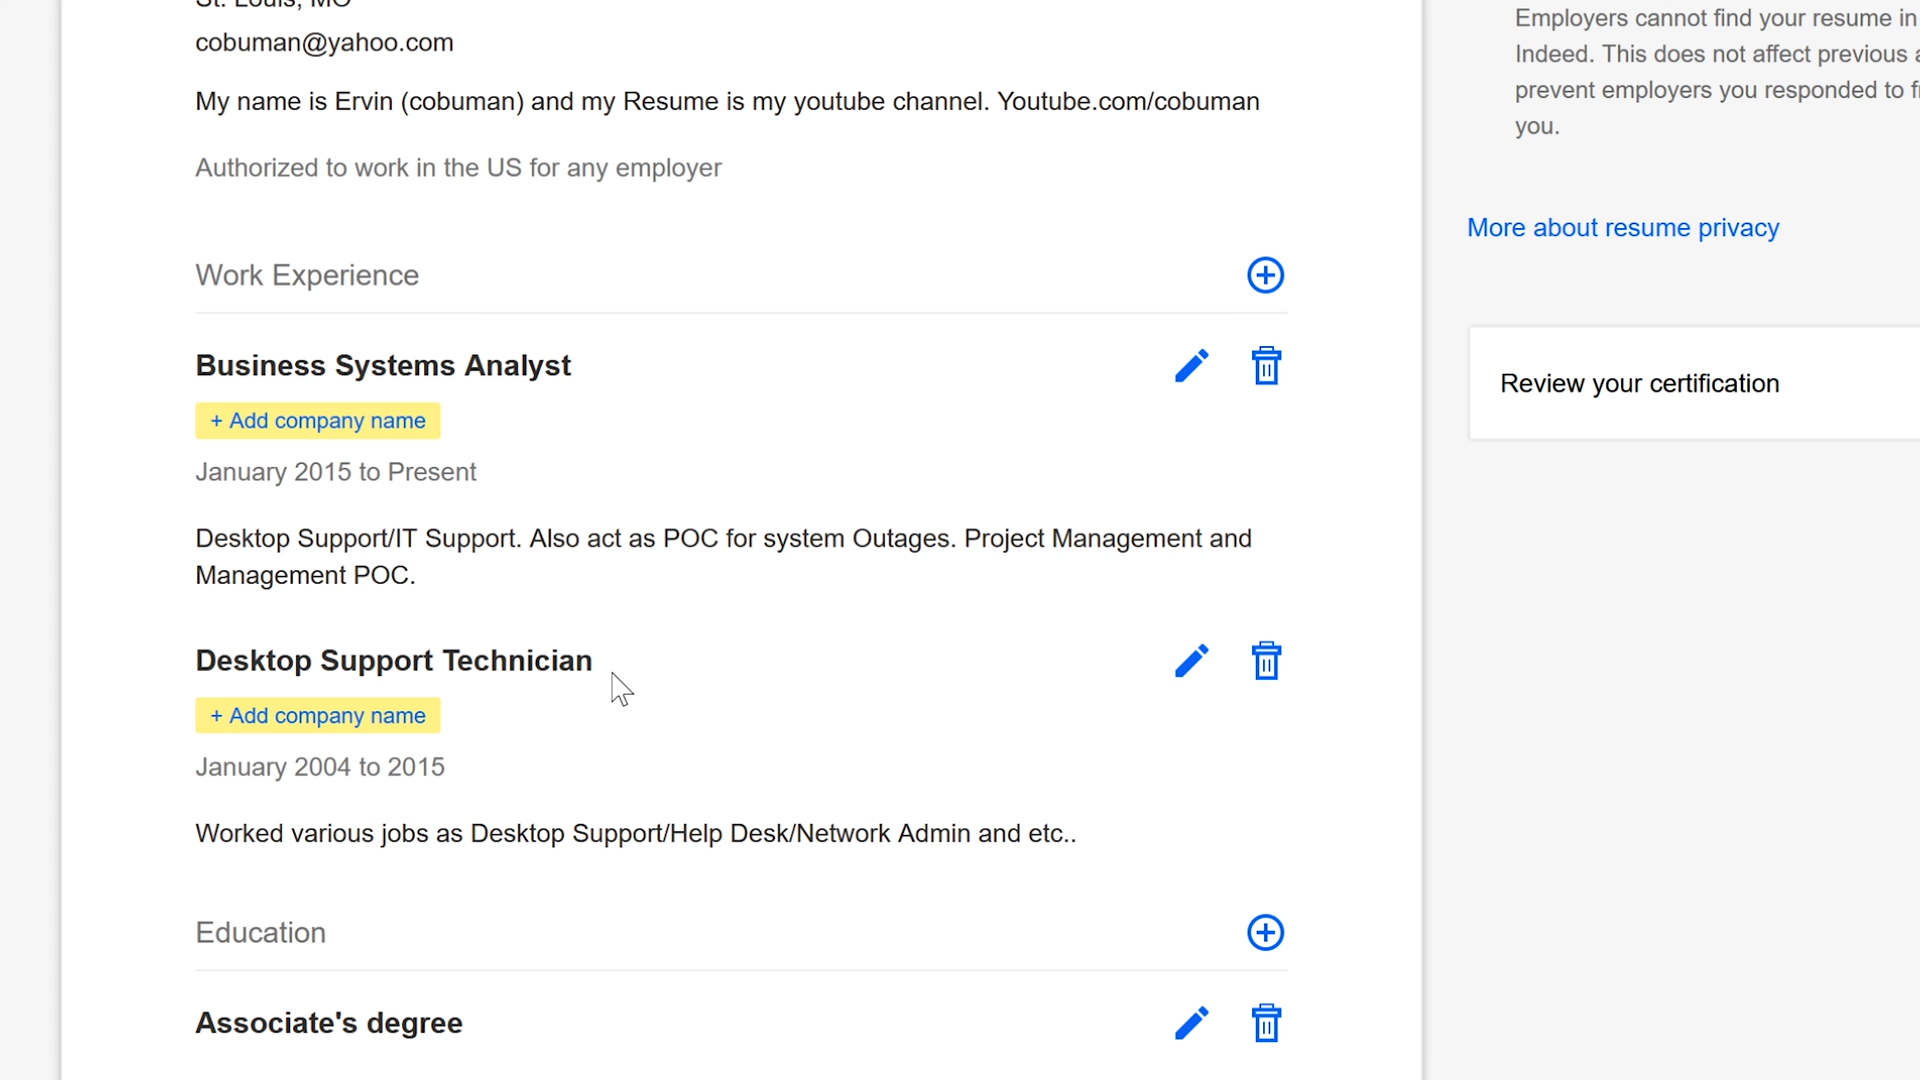 St. Louis, MO
cobuman@yahoo.com
My name is Ervin (cobuman) and my Resume is my youtube channel. Youtube.com/cobuman
Authorized to work in the US for any employer
Work Experience
Business Systems Analyst
+ Add company name
January 2015 to Present
Desktop Support/IT Support. Also act as POC for system Outages. Project Management and
Management POC.
Desktop Support Technician
+ Add company name
January 2004 to 2015
Worked various jobs as Desktop Support/Help Desk/Network Admin and etc..
Education
Associate's degree
Employers cannot find your resume in
Indeed. This does not affect previous
prevent employers you responded to
you.
More about resume privacy
Review your certification